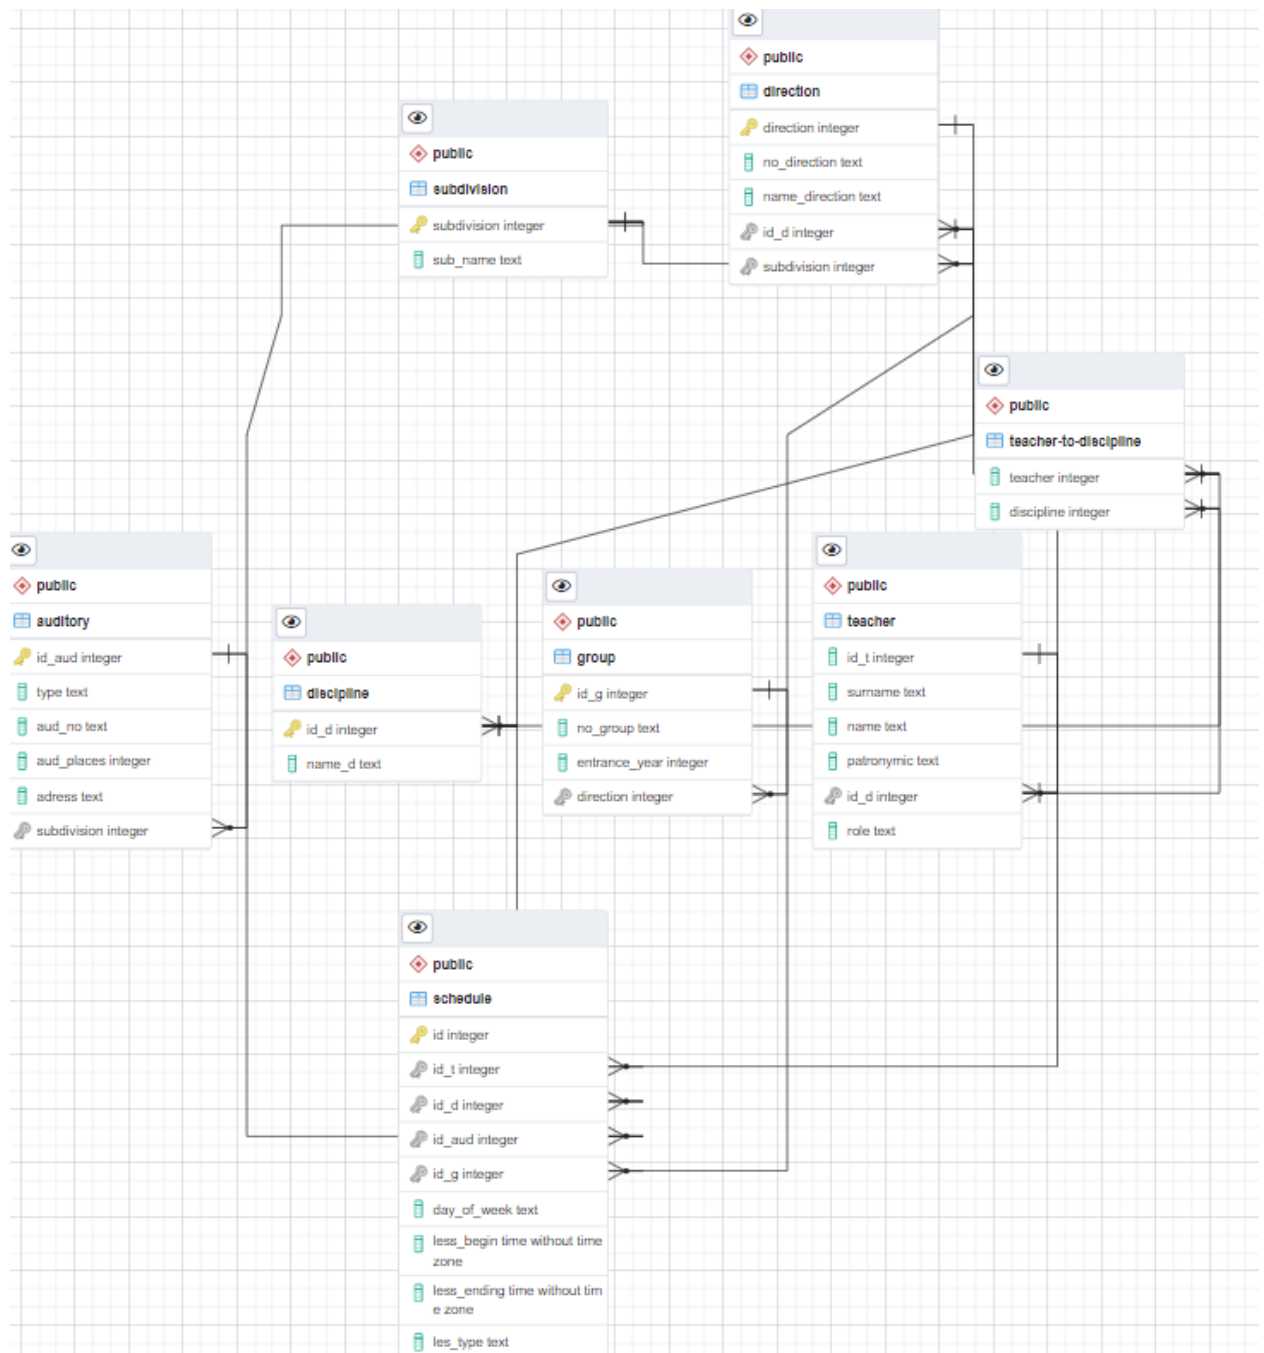 public
direction
direction integer
no_direction text
name_direction text
id_d integer
subdivision integer
public
subdivision
subdivision integer
sub_name text
public
teacher-to-discipline
teacher integer
discipline integer
public
auditory
id_aud integer
type text
aud_no text
aud_places integer
adress text
subdivision integer
public
discipline
id_d integer
name_d text
public
group
id_g integer
no_group text
entrance_year integer
direction integer
public
teacher
id_t integer
surname text
name text
patronymic text
id_d integer
role text
public
schedule
id integer
id_t integer
id_d integer
id_aud integer
id_g integer
day_of_week text
less_begin time without time
zone
less_ending time without tim
e zone
les_type text